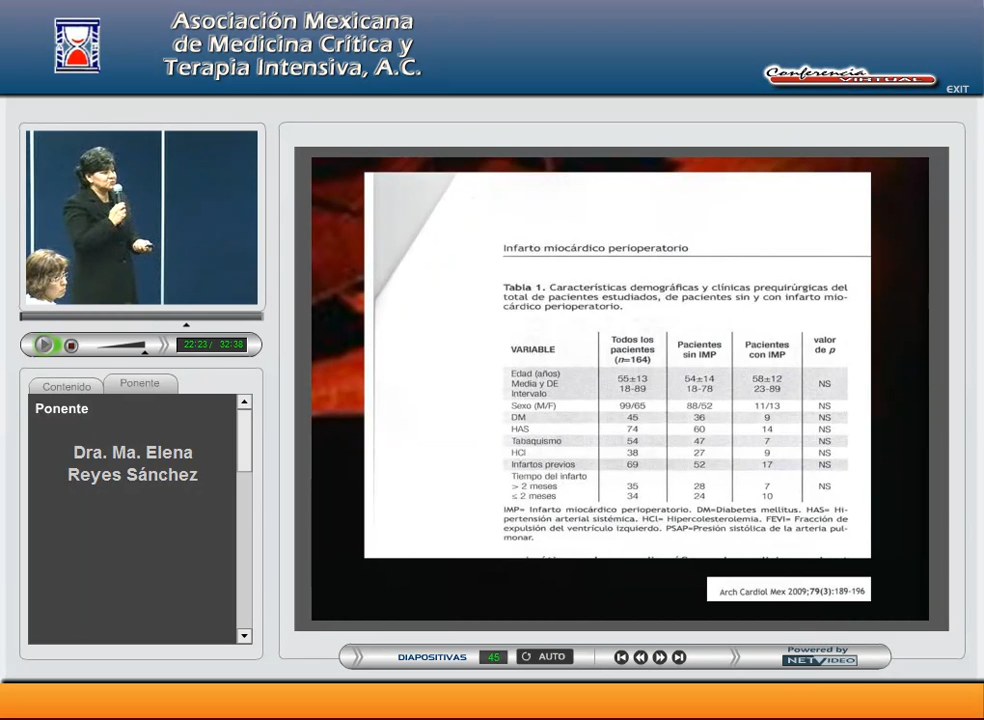 Asociación Mexicana
de Medicina Crítica y
Terapia Intensiva, A.C.
Conferencia
VIRTUAL
EXIT
22:23/ 32:38
Contenido
Ponente
Ponente
Dra. Ma. Elena
Reyes Sánchez
Infarto miocárdico perioperatorio
Tabla 1. Características demográficas y clínicas prequirúrgicas del
total de pacientes estudiados, de pacientes sin y con infarto mio-
cárdico perioperatorio.
VARIABLE Todos los pacientes (n=164) Pacientes sin IMP Pacientes con IMP valor de p
Edad (años)
Media y DE 55±13 54±14 58±12 NS
Intervalo 18-89 18-78 23-89
Sexo (M/F) 99/65 88/52 11/13 NS
DM 45 36 9 NS
HAS 74 60 14 NS
Tabaquismo 54 47 7 NS
HCl 38 27 9 NS
Infartos previos 69 52 17 NS
Tiempo del infarto
> 2 meses 35 28 7 NS
≤ 2 meses 34 24 10
IMP= Infarto miocárdico perioperatorio. DM=Diabetes mellitus. HAS= Hi-
pertensión arterial sistémica. HCl= Hipercolesterolemia. FEVI= Fracción de
expulsión del ventrículo izquierdo. PSAP=Presión sistólica de la arteria pul-
monar.
Arch Cardiol Mex 2009;79(3):189-196
DIAPOSITIVAS 45 AUTO
Powered by
NETVIDEO